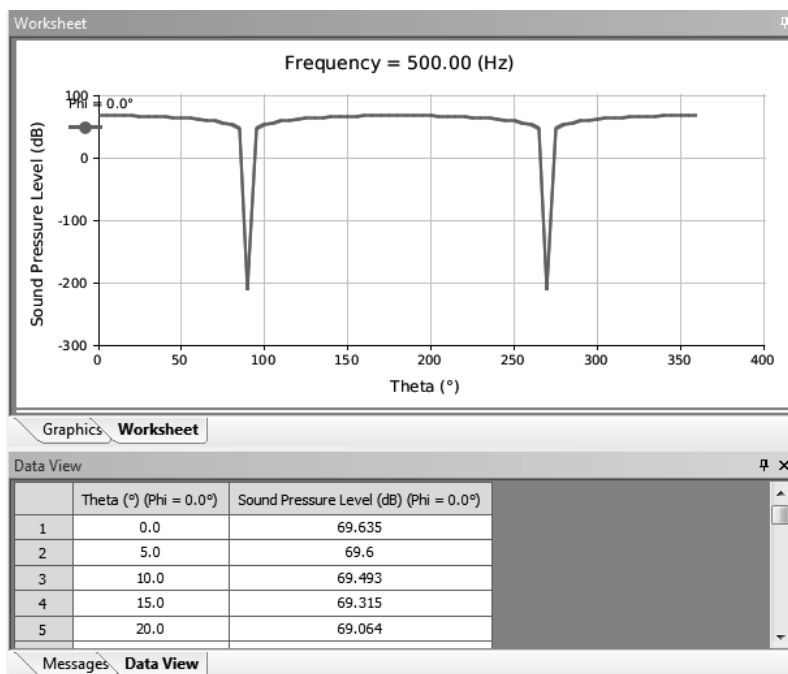 Worksheet
Frequency = 500.00 (Hz)
Phi = 0.0°
Sound Pressure Level (dB)
100
0
-100
-200
-300
0 50 100 150 200 250 300 350 400
Theta (°)
Graphics Worksheet
Data View
Theta (°) (Phi = 0.0°) Sound Pressure Level (dB) (Phi = 0.0°)
1 0.0 69.635
2 5.0 69.6
3 10.0 69.493
4 15.0 69.315
5 20.0 69.064
Messages Data View